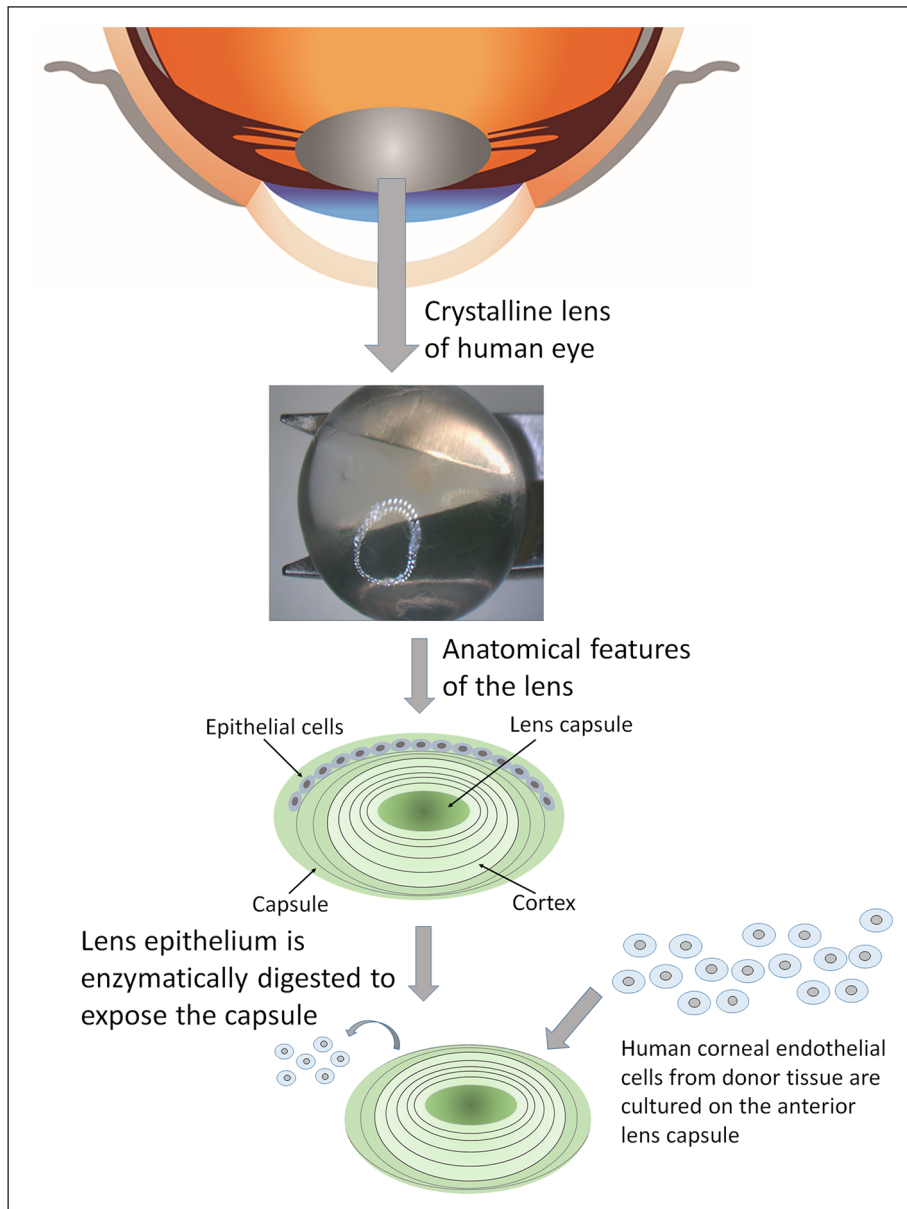 Crystalline lens
of human eye
Anatomical features
of the lens
Epithelial cells
Lens capsule
Capsule
Cortex
Lens epithelium is
enzymatically digested to
expose the capsule
Human corneal endothelial
cells from donor tissue are
cultured on the anterior
lens capsule